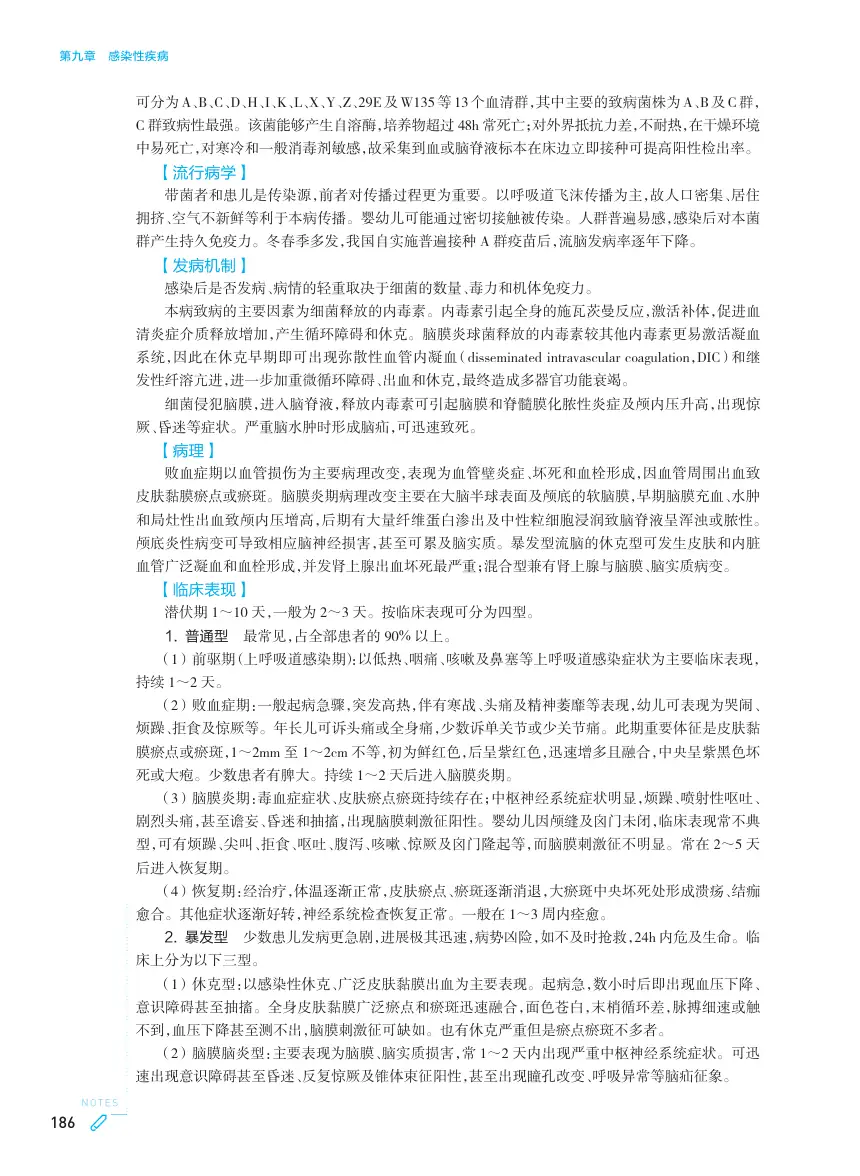 第九章 感染性疾病
可分为 A、B、C、D、H、I、K、L、X、Y、Z、29E 及 W135 等 13 个血清群,其中主要的致病菌株为 A、B 及 C 群,
C 群致病性最强。该菌能够产生自溶酶,培养物超过 48h 常死亡;对外界抵抗力差,不耐热,在干燥环境
中易死亡,对寒冷和一般消毒剂敏感,故采集到血或脑脊液标本在床边立即接种可提高阳性检出率。
【流行病学】
带菌者和患儿是传染源,前者对传播过程更为重要。以呼吸道飞沫传播为主,故人口密集、居住
拥挤、空气不新鲜等利于本病传播。婴幼儿可能通过密切接触被传染。人群普遍易感,感染后对本菌
群产生持久免疫力。冬春季多发,我国自实施普遍接种 A 群疫苗后,流脑发病率逐年下降。
【发病机制】
感染后是否发病、病情的轻重取决于细菌的数量、毒力和机体免疫力。
本病致病的主要因素为细菌释放的内毒素。内毒素引起全身的施瓦茨曼反应,激活补体,促进血
清炎症介质释放增加,产生循环障碍和休克。脑膜炎球菌释放的内毒素较其他内毒素更易激活凝血
系统,因此在休克早期即可出现弥散性血管内凝血(disseminated intravascular coagulation,DIC)和继
发性纤溶亢进,进一步加重微循环障碍、出血和休克,最终造成多器官功能衰竭。
细菌侵犯脑膜,进入脑脊液,释放内毒素可引起脑膜和脊髓膜化脓性炎症及颅内压升高,出现惊
厥、昏迷等症状。严重脑水肿时形成脑疝,可迅速致死。
【病理】
败血症期以血管损伤为主要病理改变,表现为血管壁炎症、坏死和血栓形成,因血管周围出血致
皮肤黏膜瘀点或瘀斑。脑膜炎期病理改变主要在大脑半球表面及颅底的软脑膜,早期脑膜充血、水肿
和局灶性出血致颅内压增高,后期有大量纤维蛋白渗出及中性粒细胞浸润致脑脊液呈浑浊或脓性。
颅底炎性病变可导致相应脑神经损害,甚至可累及脑实质。暴发型流脑的休克型可发生皮肤和内脏
血管广泛凝血和血栓形成,并发肾上腺出血坏死最严重;混合型兼有肾上腺与脑膜、脑实质病变。
【临床表现】
潜伏期 1～10 天,一般为 2～3 天。按临床表现可分为四型。
1. 普通型 最常见,占全部患者的 90% 以上。
(1)前驱期(上呼吸道感染期):以低热、咽痛、咳嗽及鼻塞等上呼吸道感染症状为主要临床表现,
持续 1～2 天。
(2)败血症期:一般起病急骤,突发高热,伴有寒战、头痛及精神萎靡等表现,幼儿可表现为哭闹、
烦躁、拒食及惊厥等。年长儿可诉头痛或全身痛,少数诉单关节或少关节痛。此期重要体征是皮肤黏
膜瘀点或瘀斑,1～2mm 至 1～2cm 不等,初为鲜红色,后呈紫红色,迅速增多且融合,中央呈紫黑色坏
死或大疱。少数患者有脾大。持续 1～2 天后进入脑膜炎期。
(3)脑膜炎期:毒血症症状、皮肤瘀点瘀斑持续存在;中枢神经系统症状明显,烦躁、喷射性呕吐、
剧烈头痛,甚至谵妄、昏迷和抽搐,出现脑膜刺激征阳性。婴幼儿因颅缝及囟门未闭,临床表现常不典
型,可有烦躁、尖叫、拒食、呕吐、腹泻、咳嗽、惊厥及囟门隆起等,而脑膜刺激征不明显。常在 2～5 天
后进入恢复期。
(4)恢复期:经治疗,体温逐渐正常,皮肤瘀点、瘀斑逐渐消退,大瘀斑中央坏死处形成溃疡、结痂
愈合。其他症状逐渐好转,神经系统检查恢复正常。一般在 1～3 周内痊愈。
2. 暴发型 少数患儿发病更急剧,进展极其迅速,病势凶险,如不及时抢救,24h 内危及生命。临
床上分为以下三型。
(1)休克型:以感染性休克、广泛皮肤黏膜出血为主要表现。起病急,数小时后即出现血压下降、
意识障碍甚至抽搐。全身皮肤黏膜广泛瘀点和瘀斑迅速融合,面色苍白,末梢循环差,脉搏细速或触
不到,血压下降甚至测不出,脑膜刺激征可缺如。也有休克严重但是瘀点瘀斑不多者。
(2)脑膜脑炎型:主要表现为脑膜、脑实质损害,常 1～2 天内出现严重中枢神经系统症状。可迅
速出现意识障碍甚至昏迷、反复惊厥及锥体束征阳性,甚至出现瞳孔改变、呼吸异常等脑疝征象。
NOTES
186